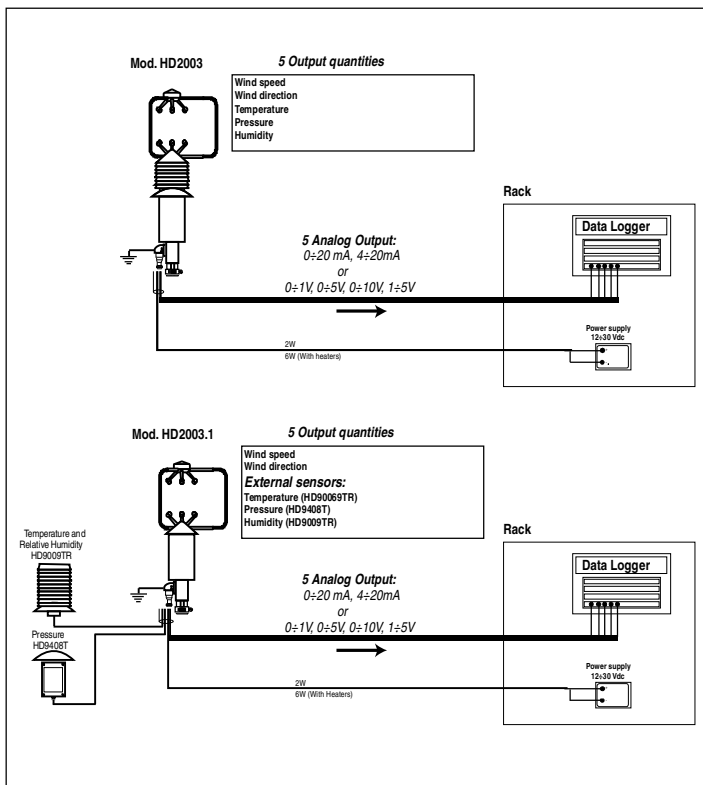 Mod. HD2003
5 Output quantities
Wind speed
Wind direction
Temperature
Pressure
Humidity
Rack
Data Logger
5 Analog Output:
0÷20 mA, 4÷20mA
or
0÷1V, 0÷5V, 0÷10V, 1÷5V
Power supply
12÷30 Vdc
2W
6W (With heaters)
Mod. HD2003.1
5 Output quantities
Wind speed
Wind direction
External sensors:
Temperature (HD90069TR)
Pressure (HD9408T)
Humidity (HD9009TR)
Temperature and
Relative Humidity
HD9009TR
Pressure
HD9408T
Rack
Data Logger
5 Analog Output:
0÷20 mA, 4÷20mA
or
0÷1V, 0÷5V, 0÷10V, 1÷5V
Power supply
12÷30 Vdc
2W
6W (With Heaters)